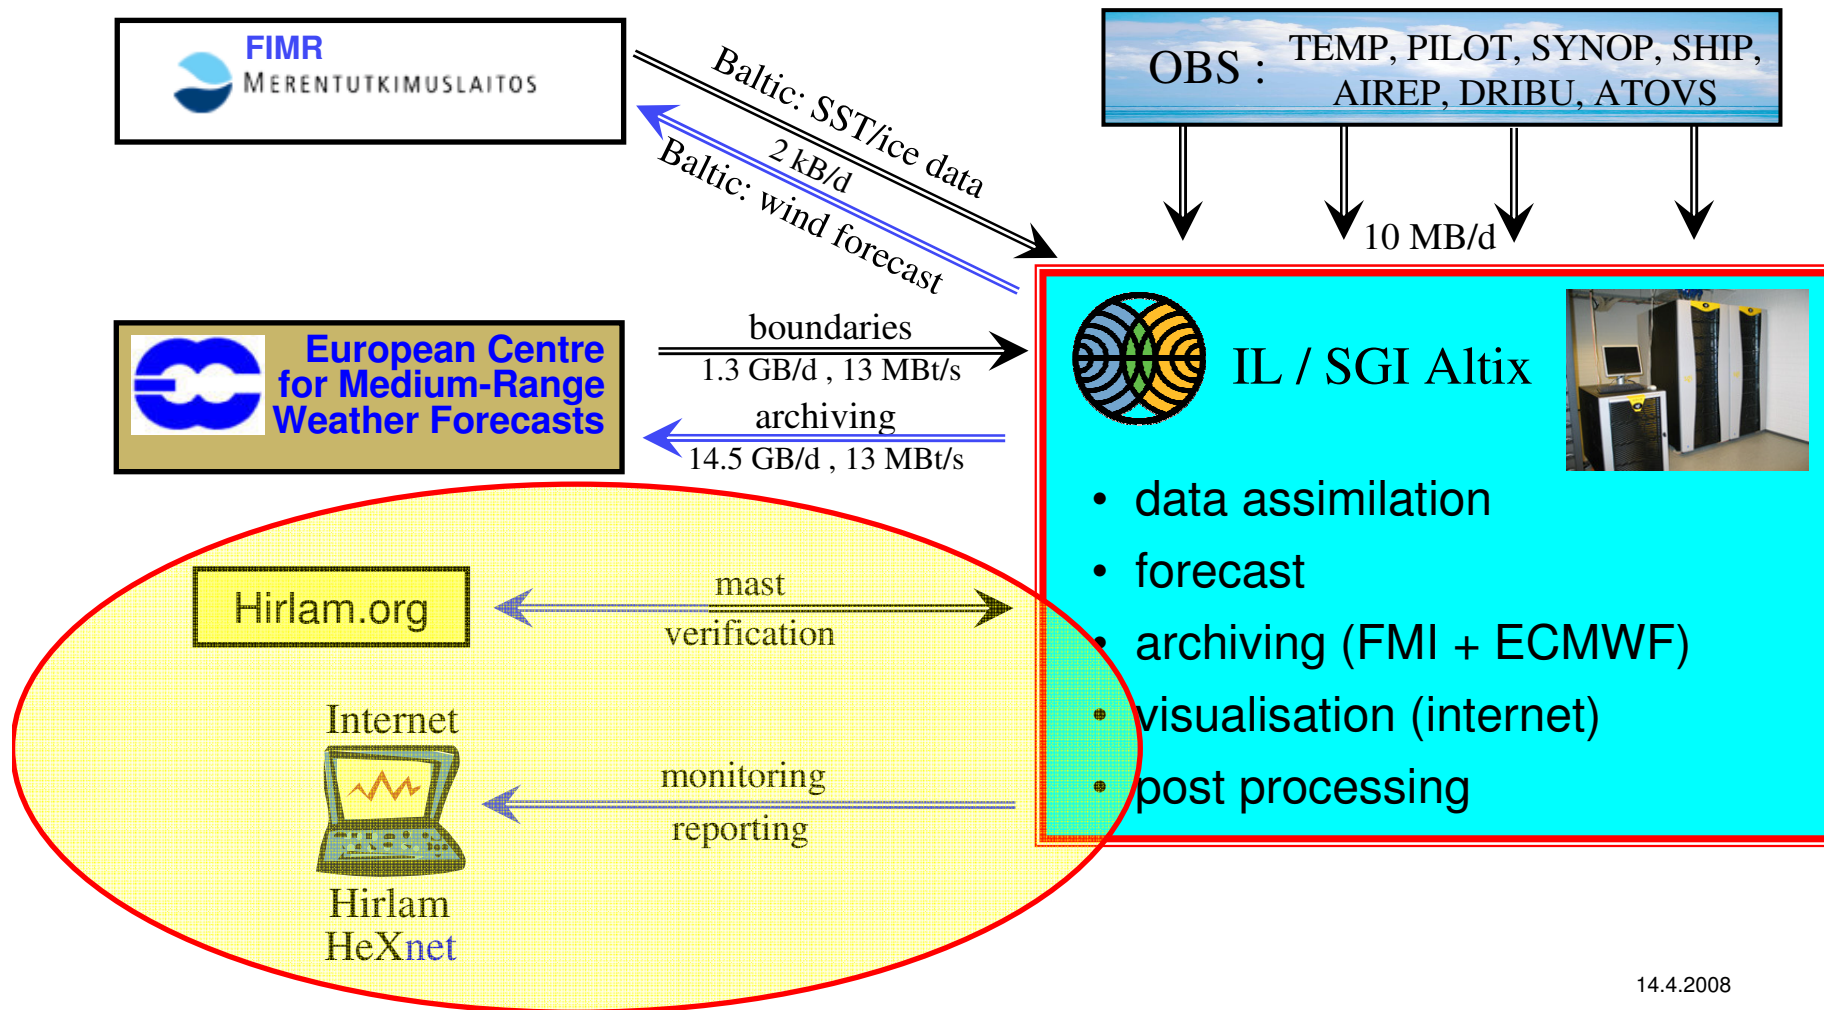 FIMR
MERENTUTKIMUSLAITOS
Baltic: SST/ice data
2 kB/d
Baltic: wind forecast
OBS : TEMP, PILOT, SYNOP, SHIP,
AIREP, DRIBU, ATOVS
10 MB/d
European Centre
for Medium-Range
Weather Forecasts
boundaries
1.3 GB/d , 13 MBt/s
archiving
14.5 GB/d , 13 MBt/s
IL / SGI Altix
• data assimilation
• forecast
• archiving (FMI + ECMWF)
• visualisation (internet)
• post processing
Hirlam.org
mast
verification
Internet
monitoring
reporting
Hirlam
HeXnet
14.4.2008